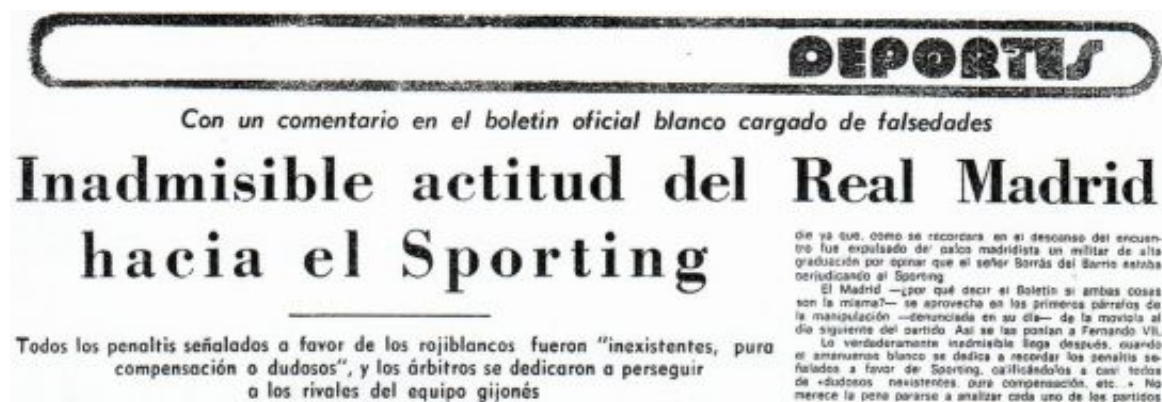 DEPORTES
Con un comentario en el boletín oficial blanco cargado de falsedades
Inadmisible actitud del Real Madrid
hacia el Sporting
Todos los penaltis señalados a favor de los rojiblancos fueron "inexistentes, pura
compensación o dudosos", y los árbitros se dedicaron a perseguir
a los rivales del equipo gijonés
die ya que, como se recordará en el descanso del encuen-
tro fue expulsado del palco madridista un militar de alta
graduación por opinar que el señor Borrás del Barrio estaba
perjudicando al Sporting
El Madrid —¿por qué decir el Boletín si ambas cosas
son la misma?— se aprovecha en los primeros párrafos de
la manipulación —denunciada en su día— de la moviola al
día siguiente del partido. Así se las ponían a Fernando VII.
Lo verdaderamente inadmisible llega después, cuando
el amanuense blanco se dedica a recordar los penaltis se-
ñalados a favor de Sporting, calificándolos a casi todos
de «dudosos inexistentes, pura compensación, etc...» No
merece la pena pararse a analizar cada uno de los partidos